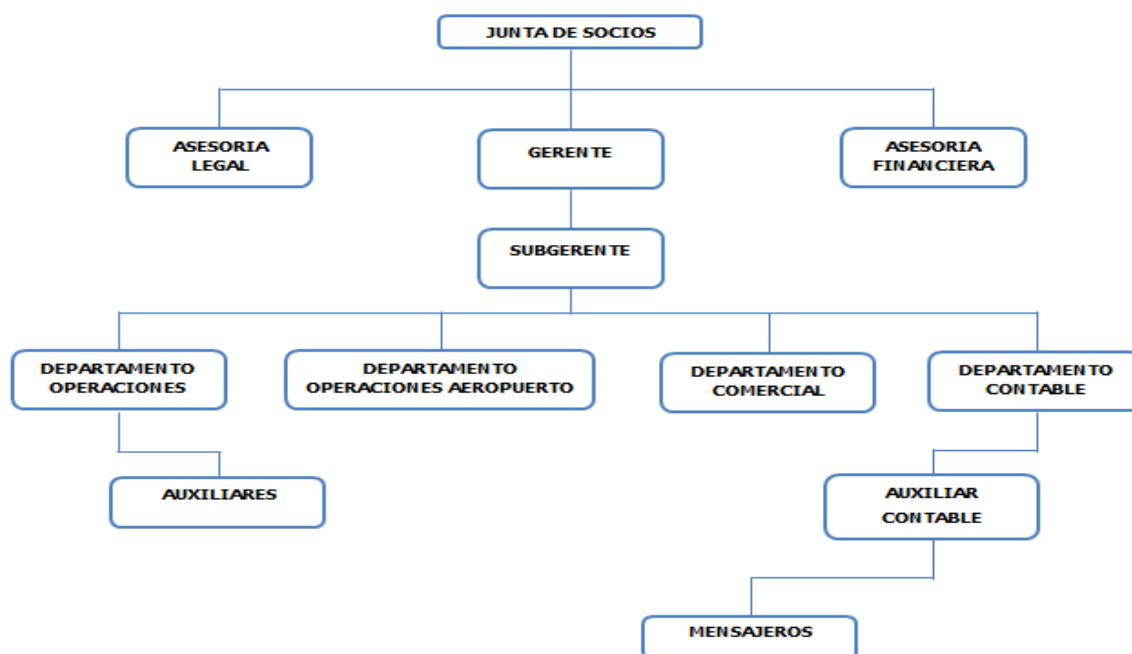 JUNTA DE SOCIOS
ASESORIA
LEGAL
GERENTE
ASESORIA
FINANCIERA
SUBGERENTE
DEPARTAMENTO
OPERACIONES
DEPARTAMENTO
OPERACIONES AEROPUERTO
DEPARTAMENTO
COMERCIAL
DEPARTAMENTO
CONTABLE
AUXILIARES
AUXILIAR
CONTABLE
MENSAJEROS